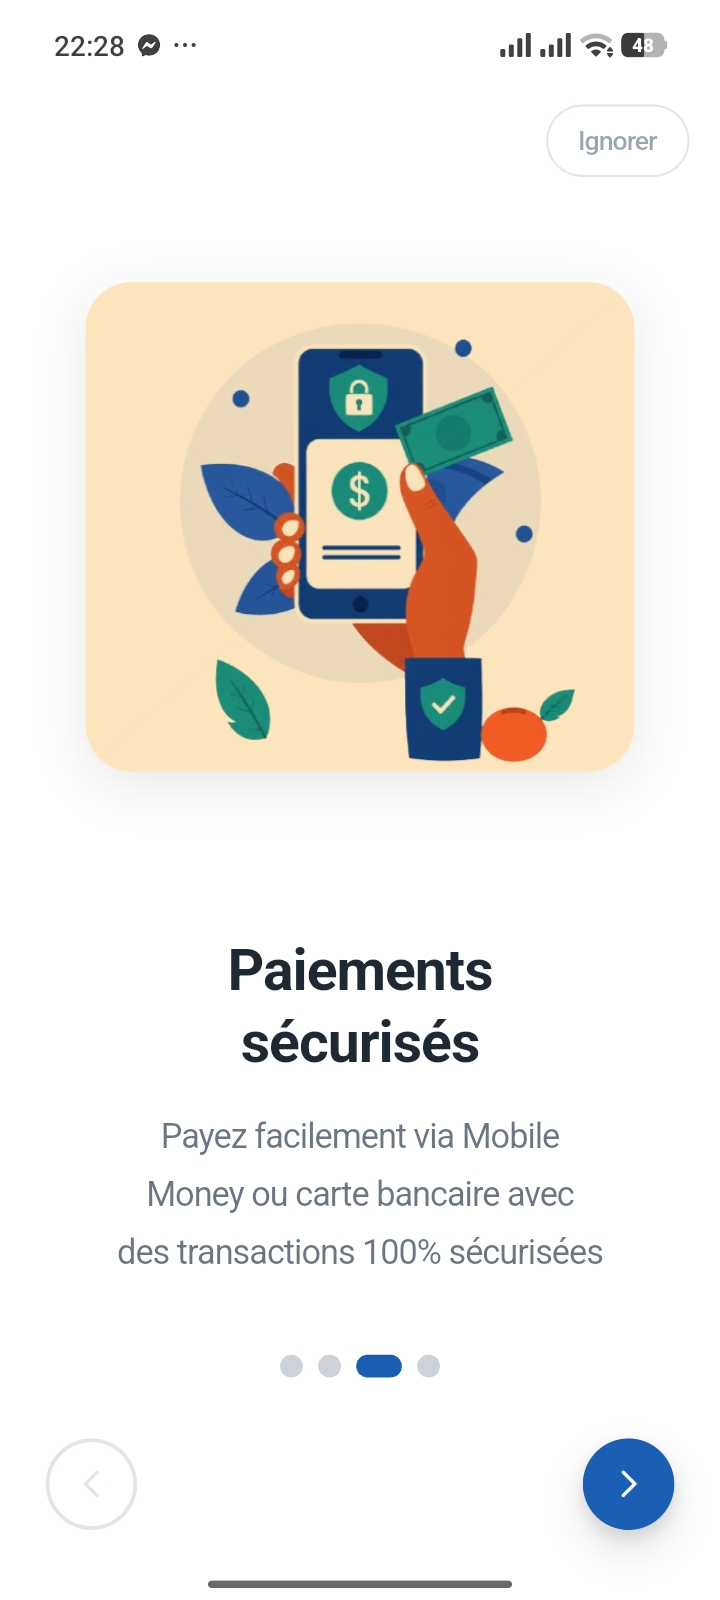 22:28
48
Ignorer
$
Paiements
sécurisés
Payez facilement via Mobile
Money ou carte bancaire avec
des transactions 100% sécurisées